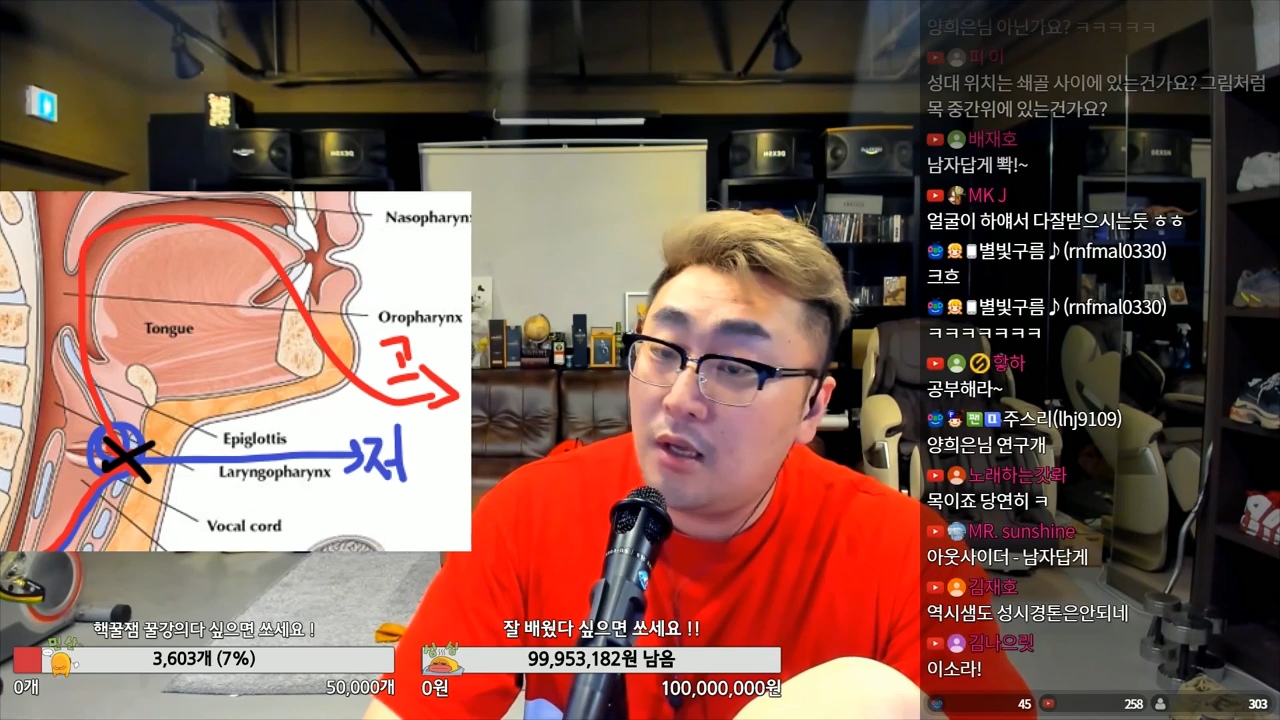 Nasopharyn
Oropharynx
Tongue
고
Epiglottis
저
Laryngopharynx
Vocal cord
핵꿀잼 꿀강의다 싶으면 쏘세요 !
3,603개 (7%)
0개
50,000개
잘 배웠다 싶으면 쏘세요 !!
99,953,182원 남음
0원
100,000,000원
양희은님 아닌가요? ㅋㅋㅋㅋㅋ
피 이
성대 위치는 쇄골 사이에 있는건가요? 그림처럼
목 중간위에 있는건가요?
배재호
남자답게 빡!~
MK J
얼굴이 하얘서 다잘받으시는듯 ㅎㅎ
별빛구름♪(rnfmal0330)
크흐
별빛구름♪(rnfmal0330)
ㅋㅋㅋㅋㅋㅋㅋ
핳하
공부해라~
주스리(lhj9109)
양희은님 연구개
노래하는갓롸
목이죠 당연히 ㅋ
MR. sunshine
아웃사이더 - 남자답게
김재호
역시샘도 성시경톤은안되네
김나으릿
이소라!
45
258
303